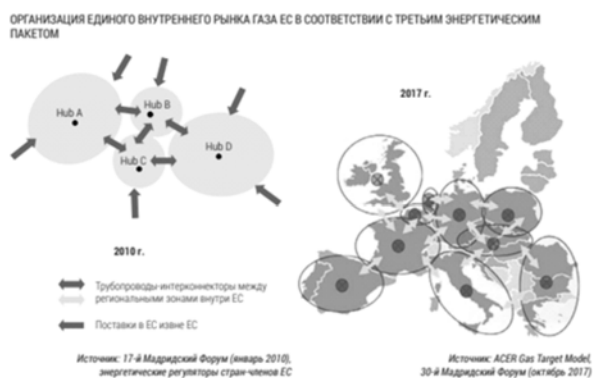 ОРГАНИЗАЦИЯ ЕДИНОГО ВНУТРЕННЕГО РЫНКА ГАЗА ЕС В СООТВЕТСТВИИ С ТРЕТЬИМ ЭНЕРГЕТИЧЕСКИМ
ПАКЕТОМ
Hub A
Hub B
Hub C
Hub D
2010 г.
2017 г.
Трубопроводы-интерконнекторы между
региональными зонами внутри ЕС
Поставки в ЕС извне ЕС
Источник: 17-й Мадридский Форум (январь 2010),
энергетические регуляторы стран-членов ЕС
Источник: ACER Gas Target Model,
30-й Мадридский Форум (октябрь 2017)